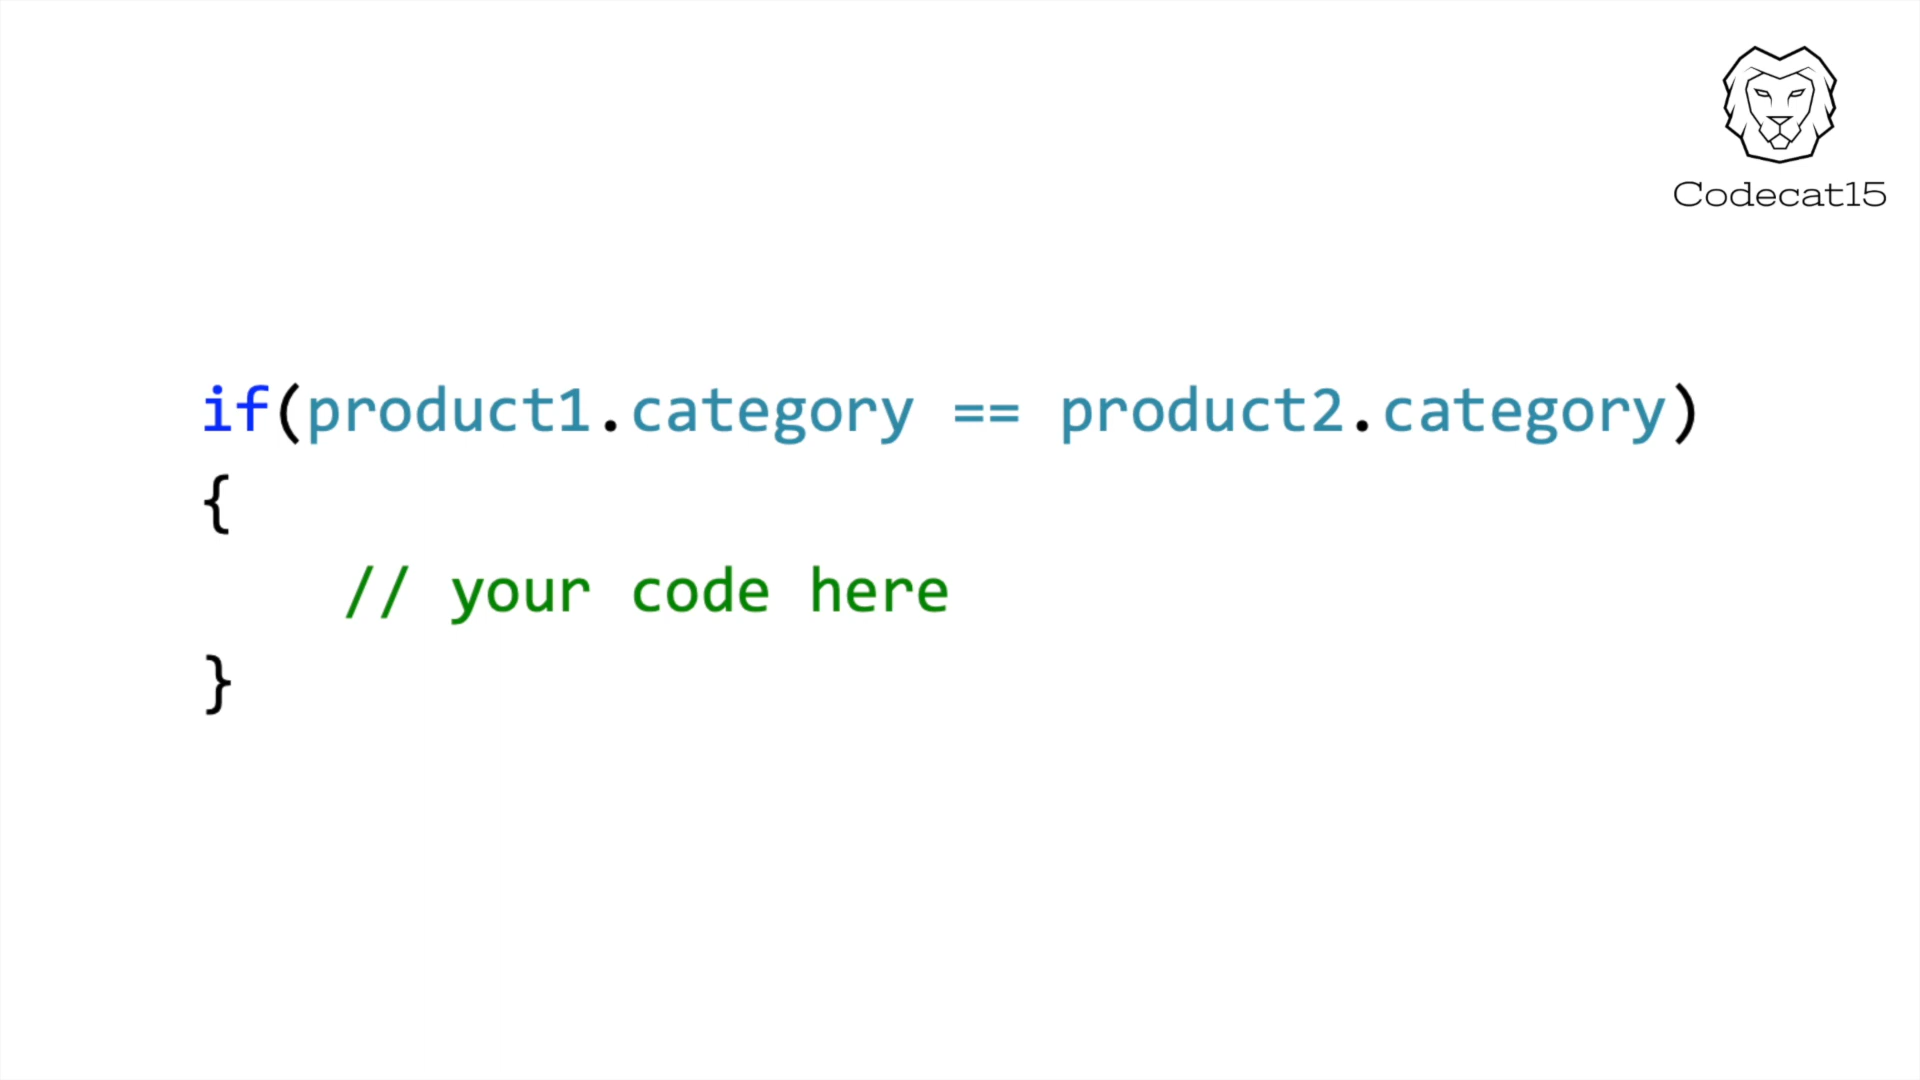 Codecat15
if(product1.category == product2.category)
{
// your code here
}